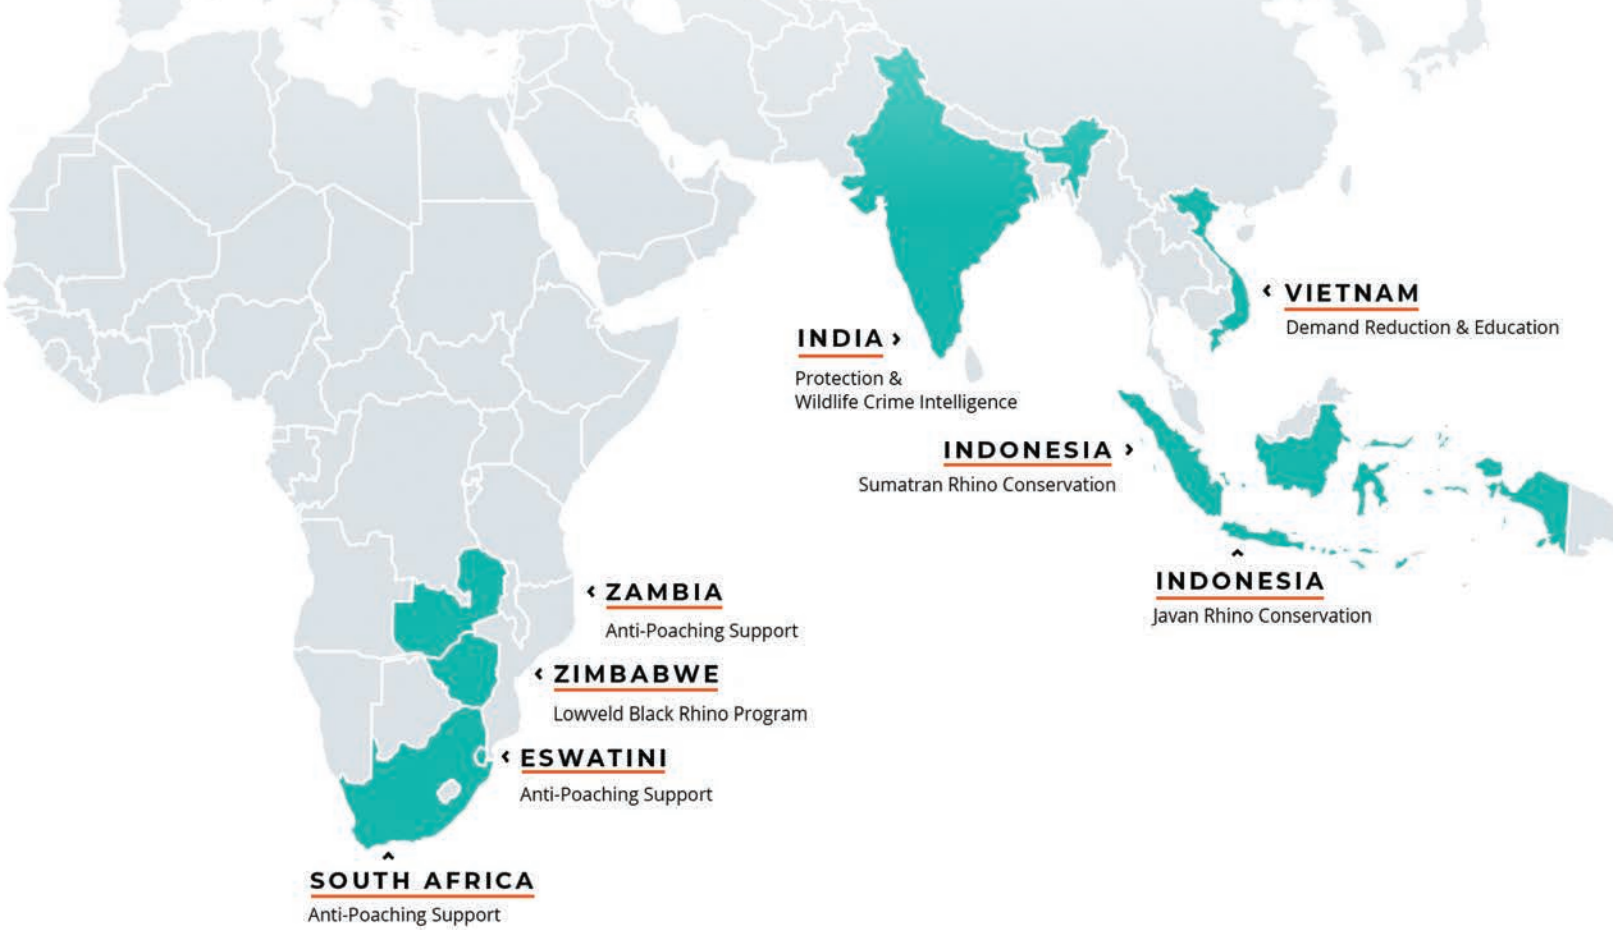 VIETNAM
Demand Reduction & Education
INDIA
Protection &
Wildlife Crime Intelligence
INDONESIA
Sumatran Rhino Conservation
INDONESIA
Javan Rhino Conservation
ZAMBIA
Anti-Poaching Support
ZIMBABWE
Lowveld Black Rhino Program
ESWATINI
Anti-Poaching Support
SOUTH AFRICA
Anti-Poaching Support